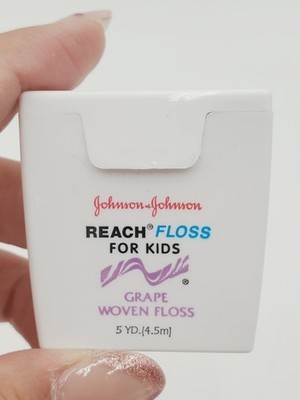 Johnson & Johnson
REACH® FLOSS
FOR KIDS
®
GRAPE
WOVEN FLOSS
5 YD.[4.5m]